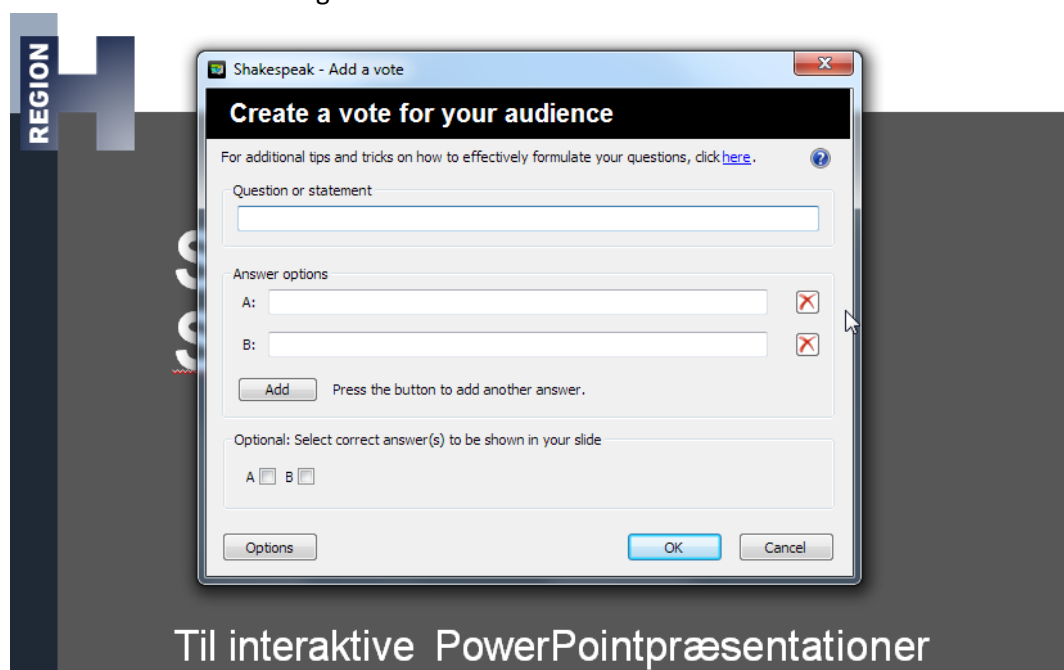 REGION
Shakespeak - Add a vote
Create a vote for your audience
For additional tips and tricks on how to effectively formulate your questions, click here.
Question or statement
Answer options
A:
B:
Add Press the button to add another answer.
Optional: Select correct answer(s) to be shown in your slide
A B
Options OK Cancel
Til interaktive PowerPointpræsentationer